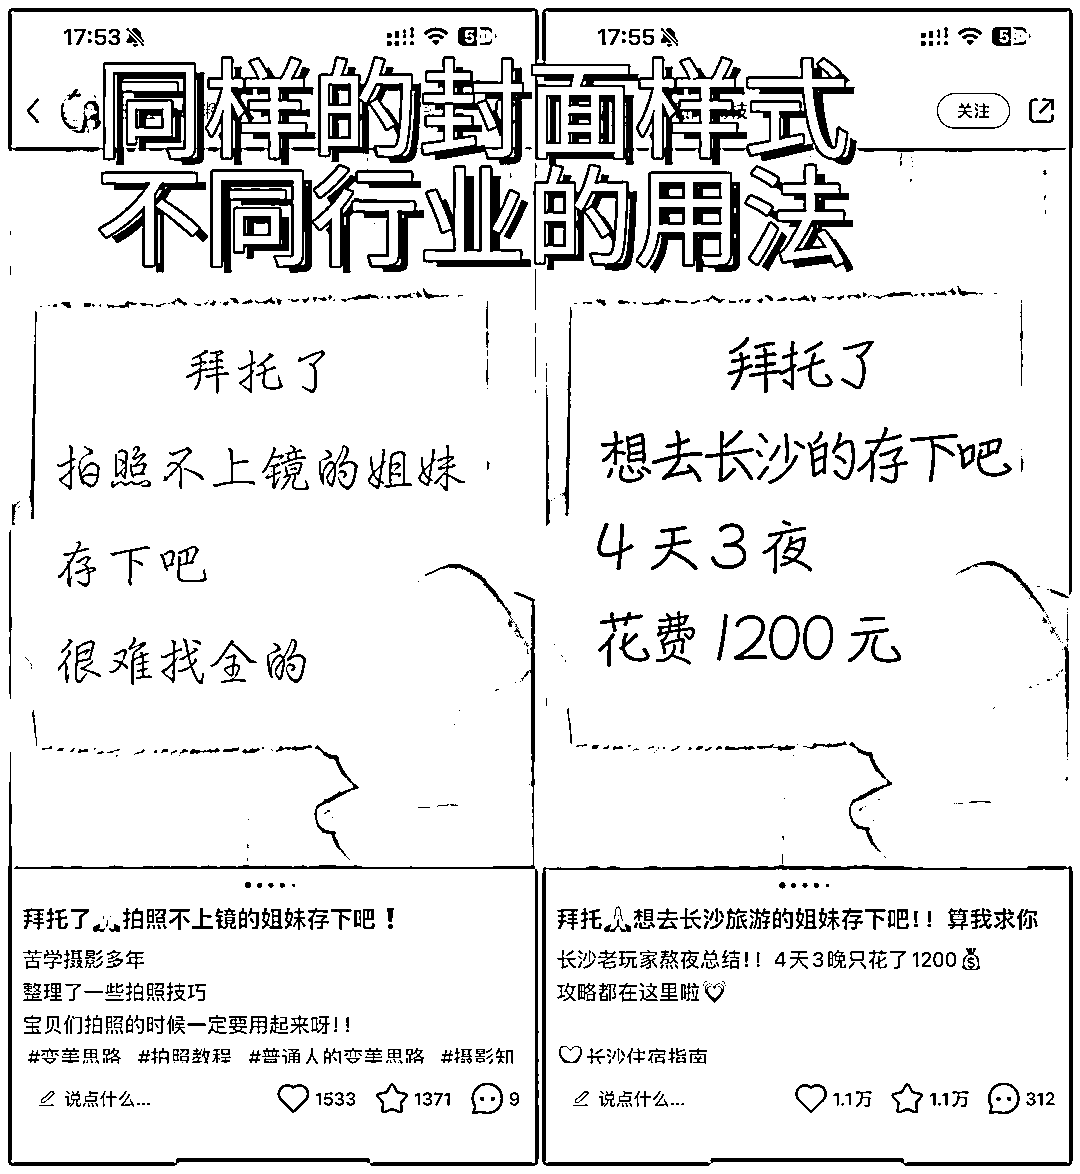 17:53
17:55
同样的封面样式
不同行业的用法
关注
拜托了
拍照不上镜的姐妹
存下吧
很难找全的
拜托了🙏拍照不上镜的姐妹存下吧！
苦学摄影多年
整理了一些拍照技巧
宝贝们拍照的时候一定要用起来呀！！
#变美思路 #拍照教程 #普通人的变美思路 #摄影知
说点什么...
1533
1371
9
拜托了
想去长沙的存下吧
4天3夜
花费1200元
拜托🙏想去长沙旅游的姐妹存下吧！！算我求你
长沙老玩家熬夜总结！！4天3晚只花了1200💰
攻略都在这里啦💓
长沙住宿指南
说点什么...
1.1万
1.1万
312